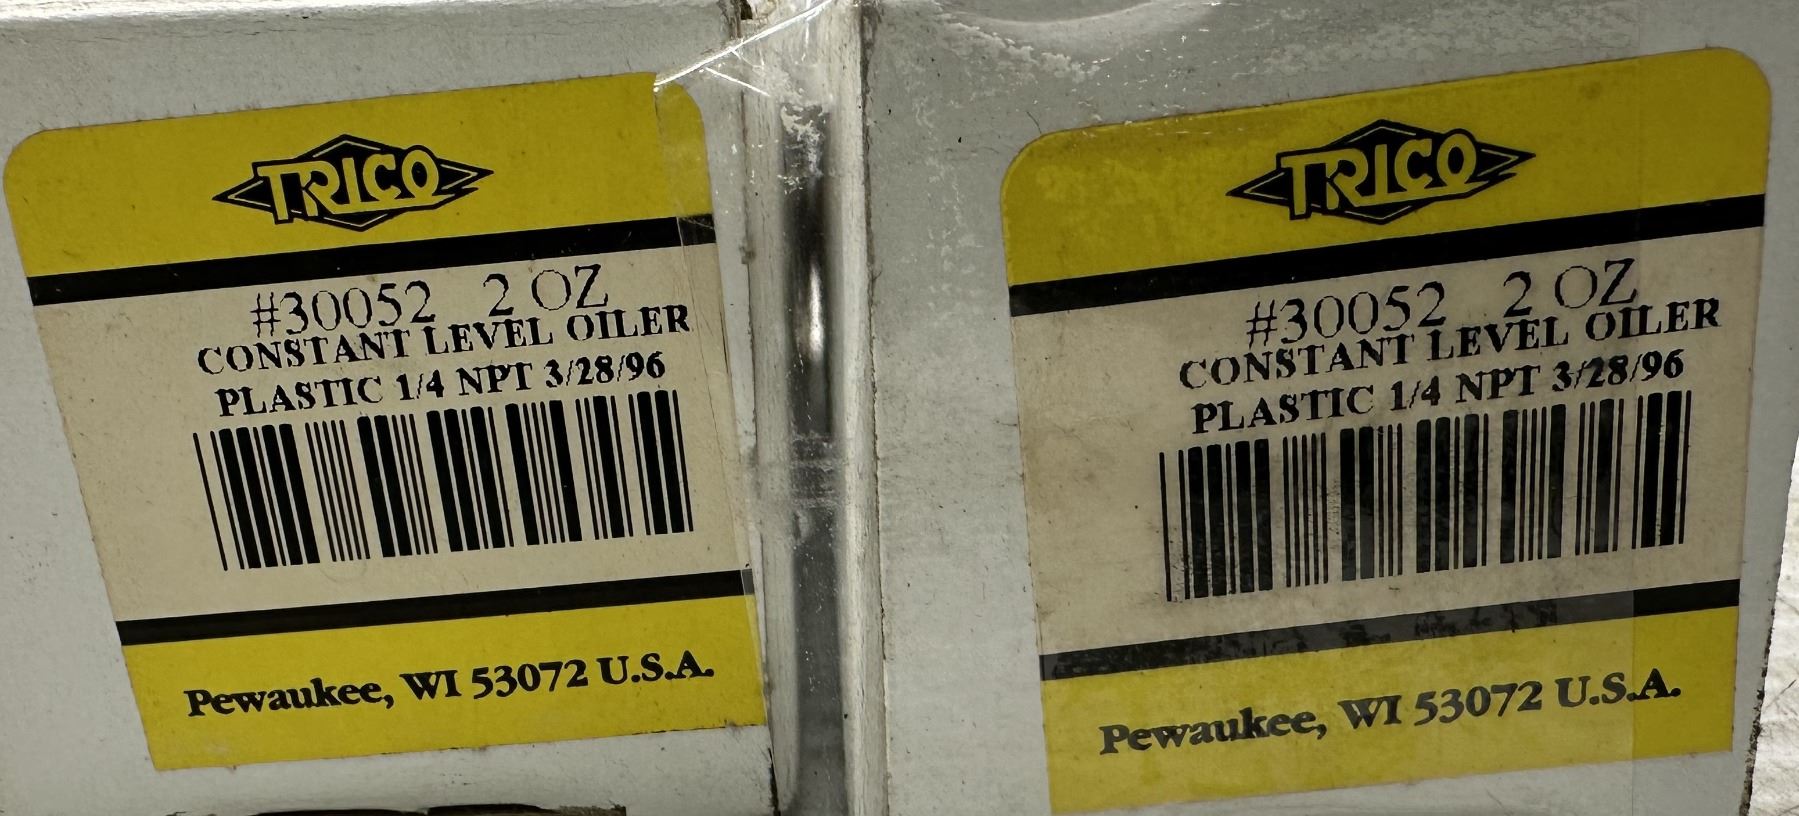 TRICO
#30052 2 OZ
CONSTANT LEVEL OILER
PLASTIC 1/4 NPT 3/28/96
Pewaukee, WI 53072 U.S.A.
TRICO
#30052 2 OZ
CONSTANT LEVEL OILER
PLASTIC 1/4 NPT 3/28/96
Pewaukee, WI 53072 U.S.A.